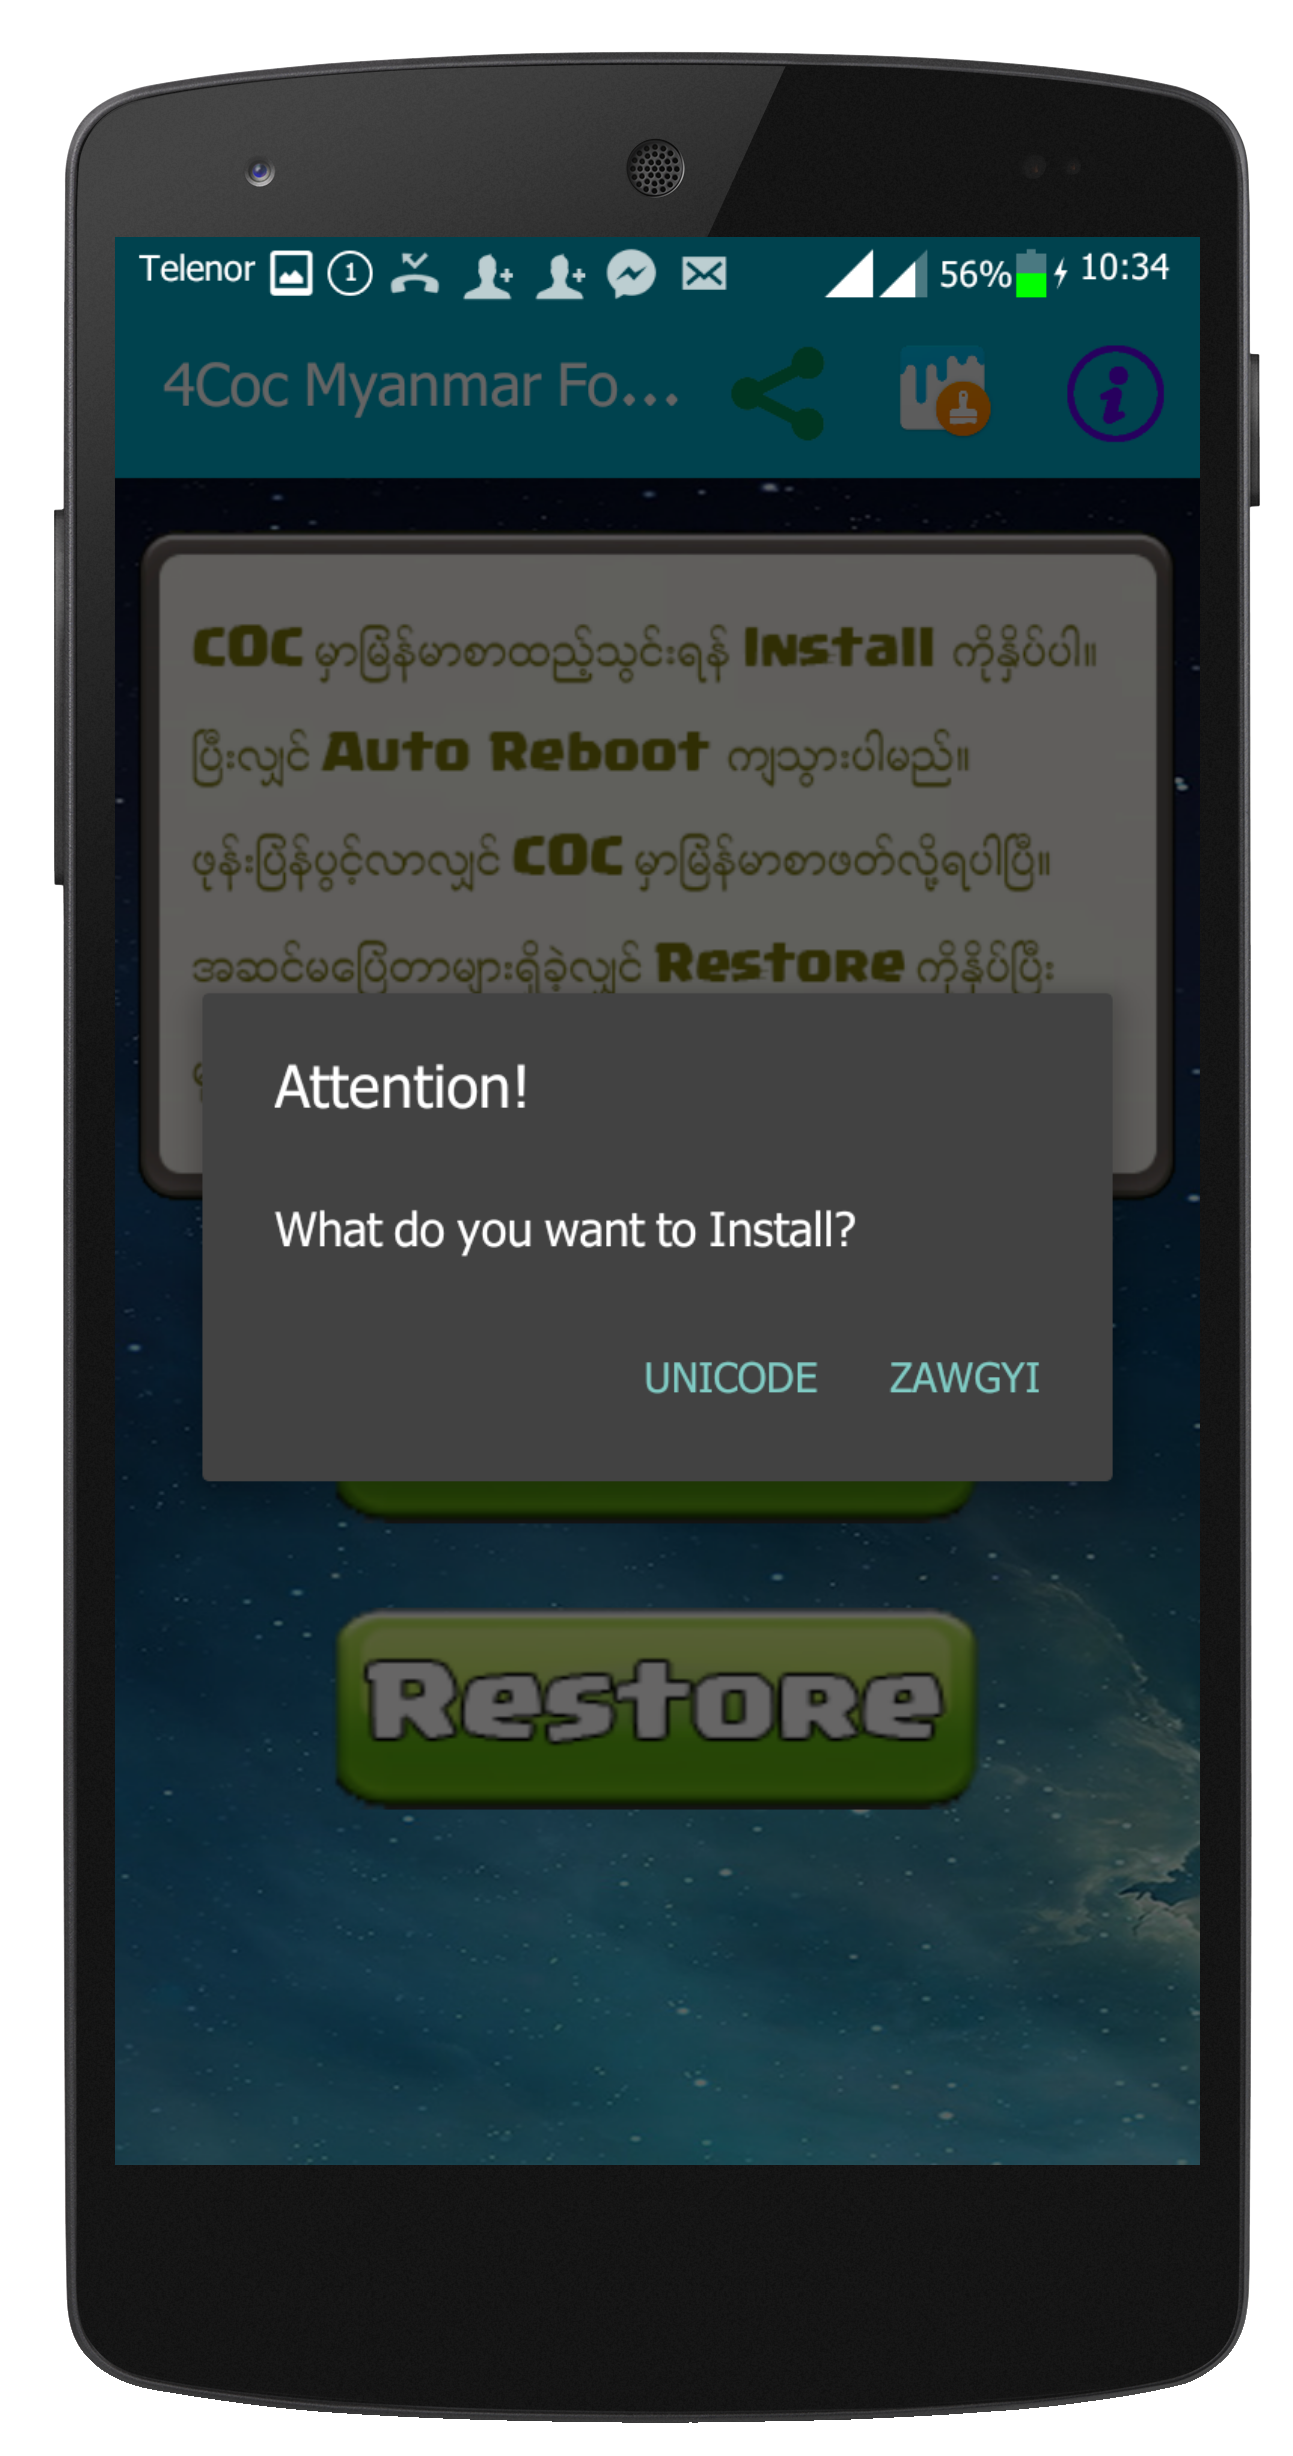 Telenor 1 56% 10:34
4Coc Myanmar Fo...
COC မှာမြန်မာစာထည့်သွင်းရန် Install ကိုနှိပ်ပါ။
ပြီးလျှင် Auto Reboot ကျသွားပါမည်။
ဖုန်းပြန်ပွင့်လာလျှင် COC မှာမြန်မာစာဖတ်လို့ရပါပြီ။
အဆင်မပြေတာများရှိခဲ့လျှင် Restore ကိုနှိပ်ပြီး
Attention!
What do you want to Install?
UNICODE ZAWGYI
Restore